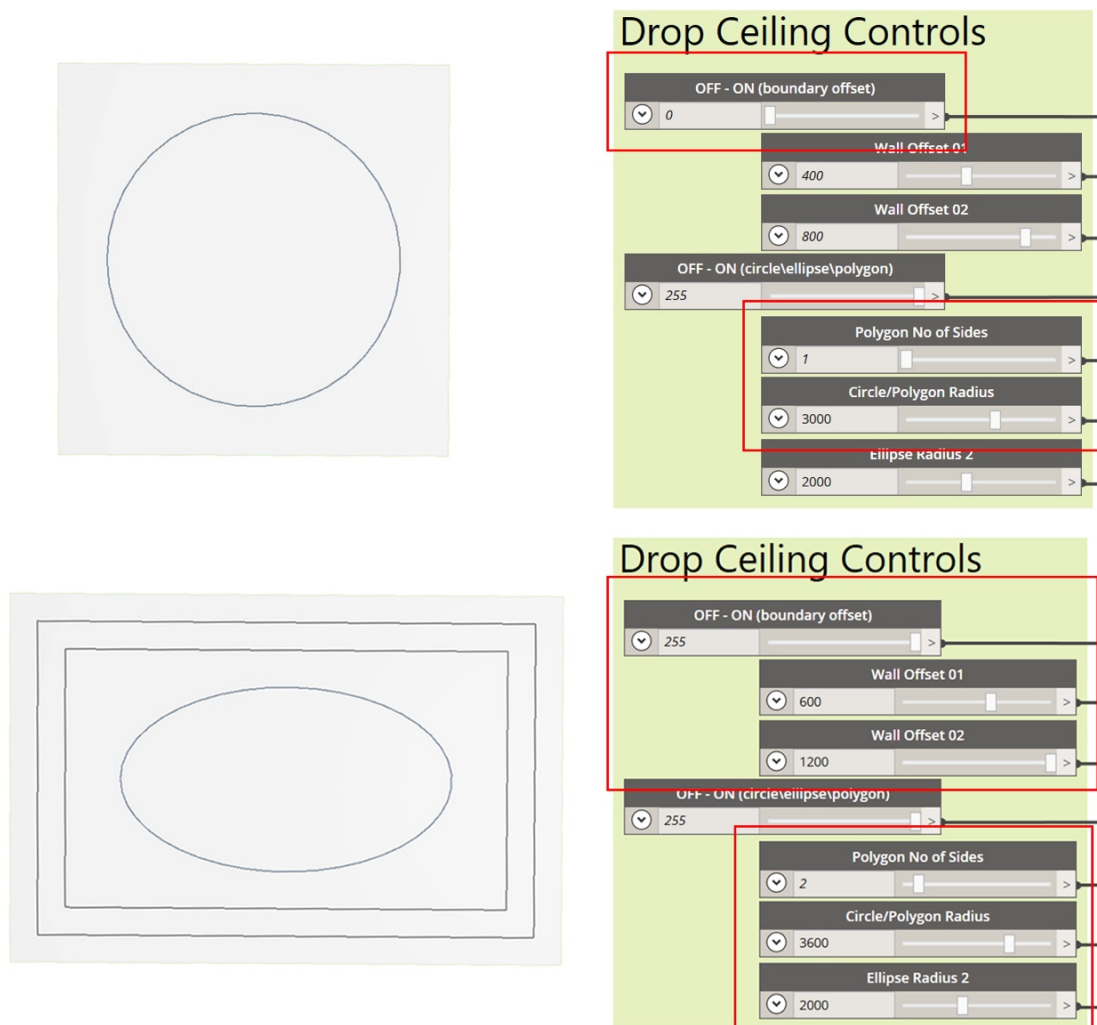 Drop Ceiling Controls
OFF - ON (boundary offset)
0
>
Wall Offset 01
400
>
Wall Offset 02
800
>
OFF - ON (circle\ellipse\polygon)
255
>
Polygon No of Sides
1
>
Circle/Polygon Radius
3000
>
Ellipse Radius 2
2000
>
Drop Ceiling Controls
OFF - ON (boundary offset)
255
>
Wall Offset 01
600
>
Wall Offset 02
1200
>
OFF - ON (circle\ellipse\polygon)
255
>
Polygon No of Sides
2
>
Circle/Polygon Radius
3600
>
Ellipse Radius 2
2000
>